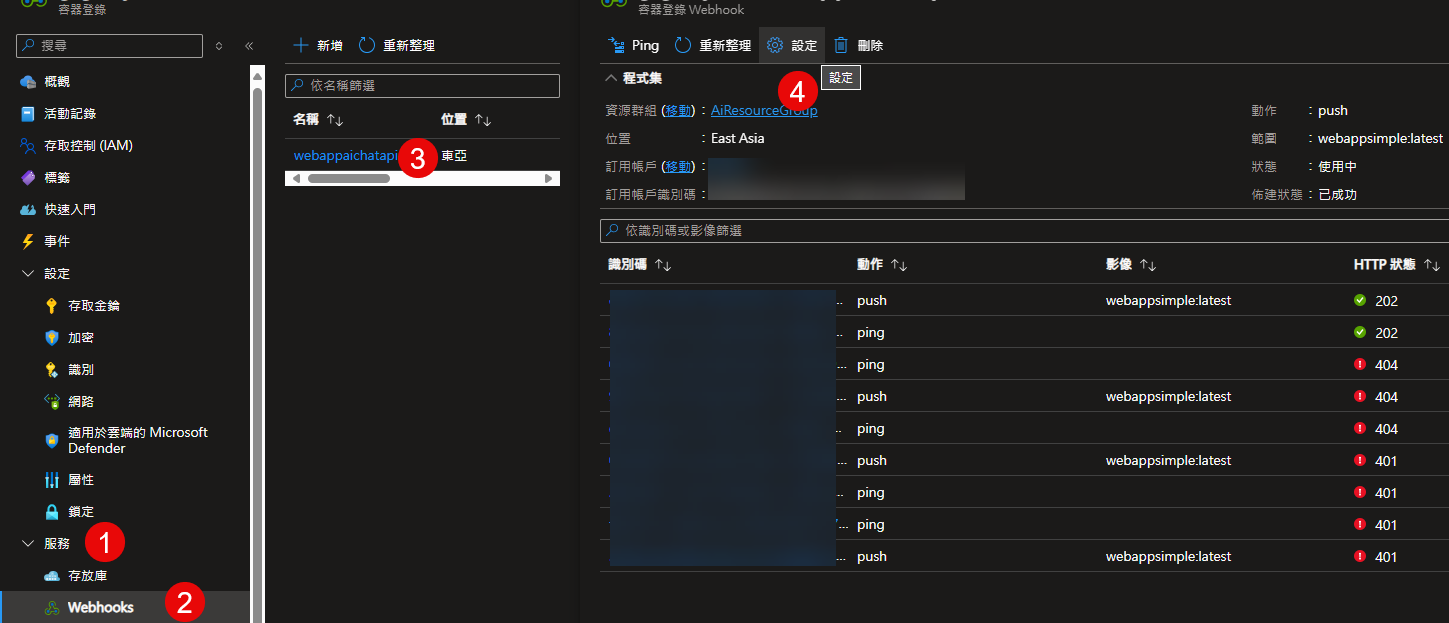 容器登錄
搜尋
概觀
活動記錄
存取控制 (IAM)
標籤
快速入門
事件
設定
存取金鑰
加密
識別
網路
適用於雲端的 Microsoft
Defender
屬性
鎖定
服務
1
存放庫
Webhooks
2
新增
重新整理
依名稱篩選
名稱
位置
webappaichatapi
3
東亞
容器登錄 Webhook
Ping
重新整理
設定
刪除
設定
4
程式集
資源群組 (移動) : AiResourceGroup
位置 : East Asia
訂用帳戶 (移動) :
訂用帳戶識別碼 :
動作 : push
範圍 : webappsimple:latest
狀態 : 使用中
佈建狀態 : 已成功
依識別碼或影像篩選
識別碼 動作 影像 HTTP 狀態
... push webappsimple:latest 202
... ping 202
... ping 404
... push webappsimple:latest 404
... ping 404
... push webappsimple:latest 401
... ping 401
... ping 401
... push webappsimple:latest 401